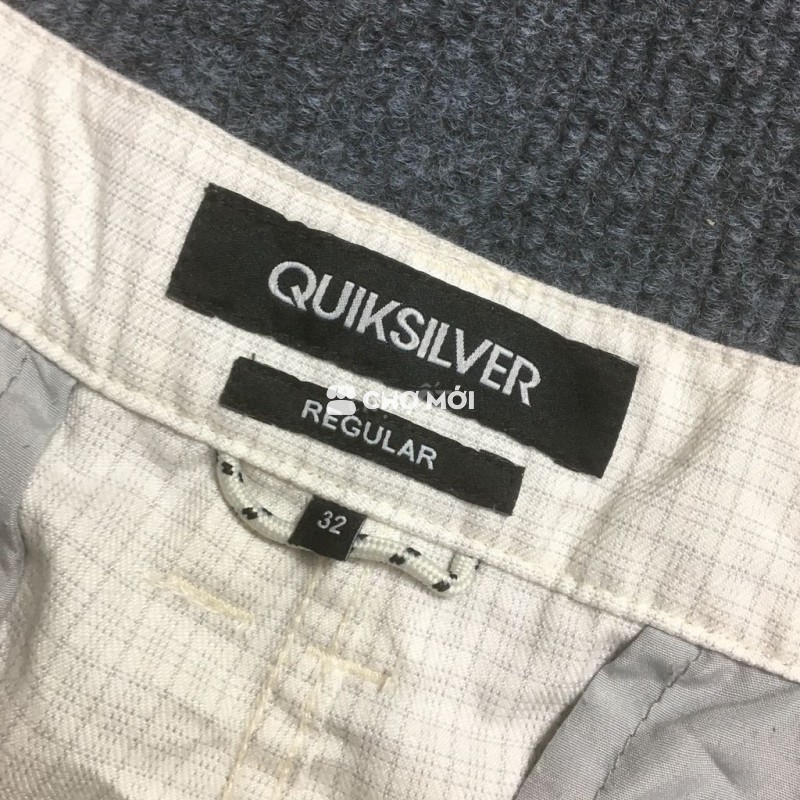 QUIKSILVER
CHỢ MỚI
REGULAR
32